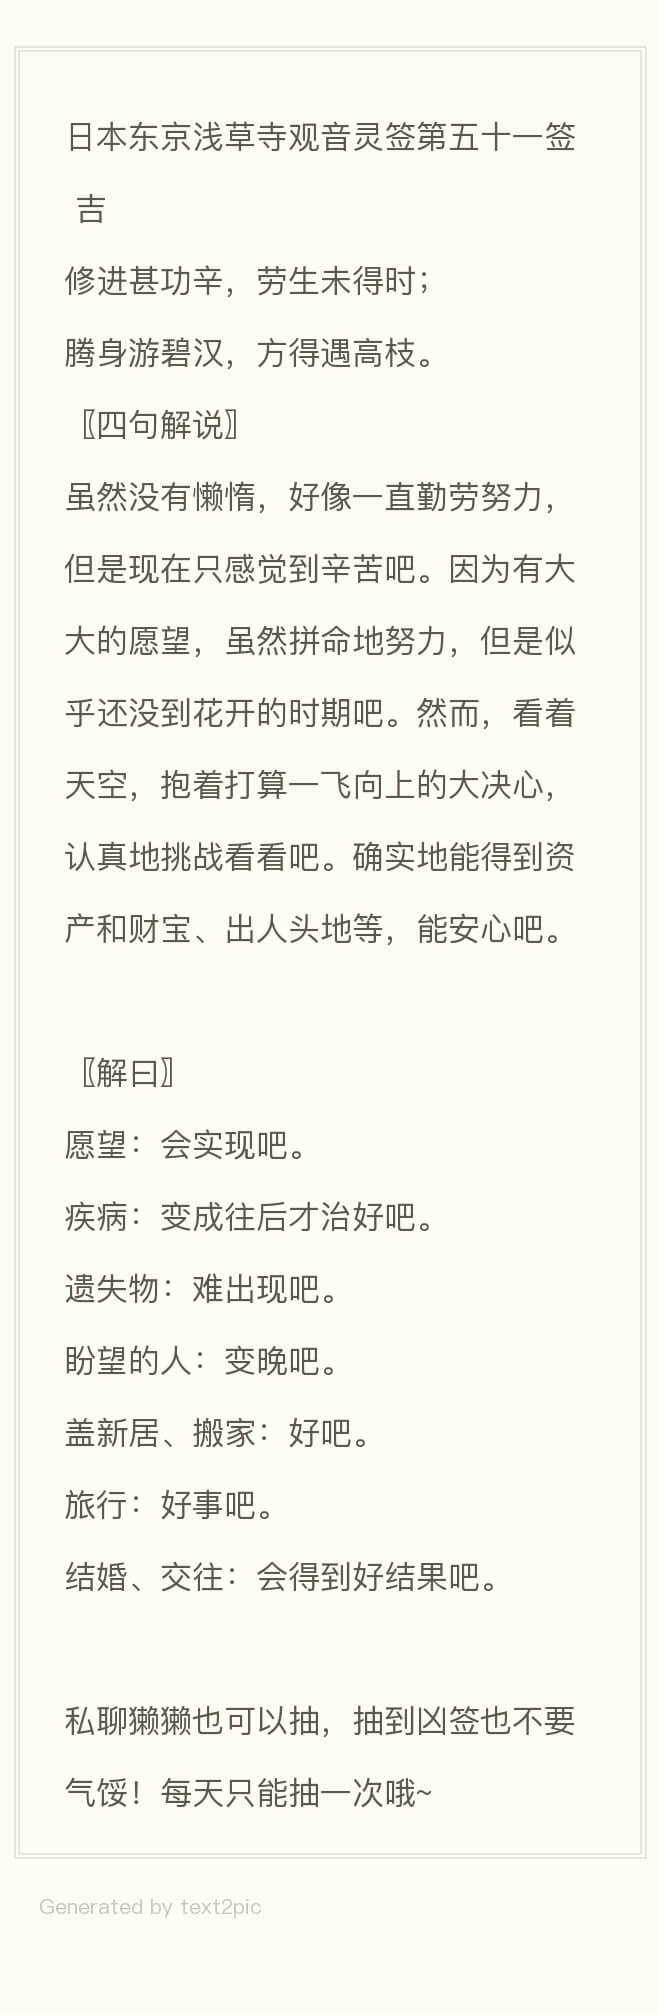 日本东京浅草寺观音灵签第五十一签
吉
修进甚功辛，劳生未得时；
腾身游碧汉，方得遇高枝。
〖四句解说〗
虽然没有懒惰，好像一直勤劳努力，
但是现在只感觉到辛苦吧。因为有大
大的愿望，虽然拼命地努力，但是似
乎还没到花开的时期吧。然而，看着
天空，抱着打算一飞向上的大决心，
认真地挑战看看吧。确实地能得到资
产和财宝、出人头地等，能安心吧。
〖解曰〗
愿望：会实现吧。
疾病：变成往后才治好吧。
遗失物：难出现吧。
盼望的人：变晚吧。
盖新居、搬家：好吧。
旅行：好事吧。
结婚、交往：会得到好结果吧。
私聊獭獭也可以抽，抽到凶签也不要
气馁！每天只能抽一次哦~
Generated by text2pic